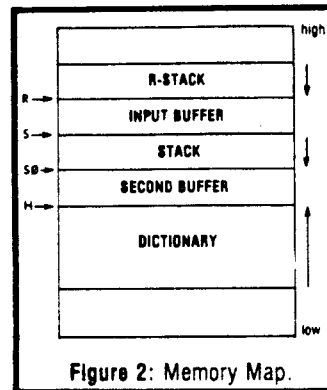 high
R-STACK
R
INPUT BUFFER
S
STACK
SØ
SECOND BUFFER
H
DICTIONARY
low
Figure 2: Memory Map.